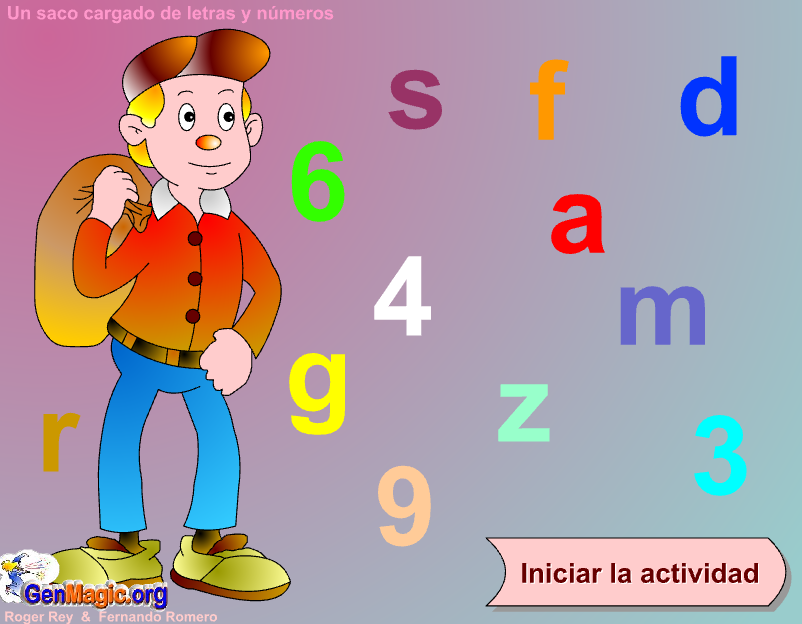 Un saco cargado de letras y números
s f d
6
a
4
m
g
z
r
3
9
Iniciar la actividad
GenMagic.org
Roger Rey & Fernando Romero